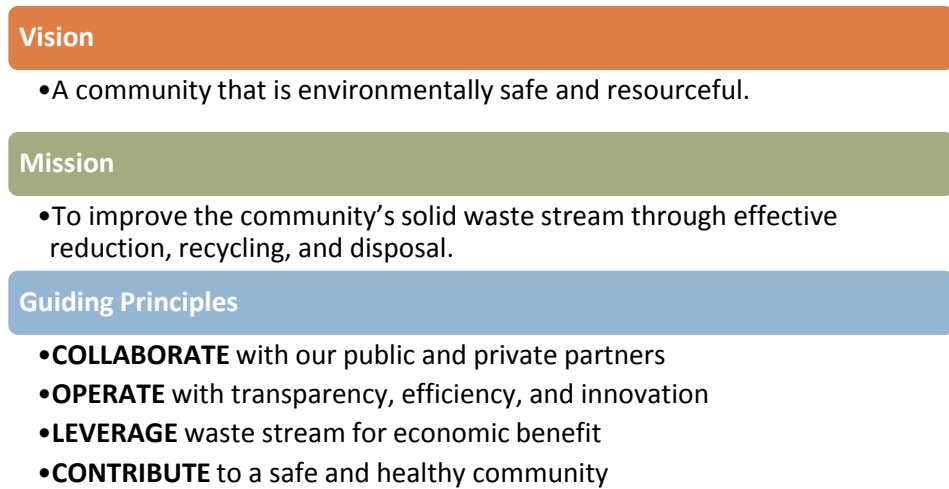 Vision
•A community that is environmentally safe and resourceful.
Mission
•To improve the community’s solid waste stream through effective
reduction, recycling, and disposal.
Guiding Principles
•COLLABORATE with our public and private partners
•OPERATE with transparency, efficiency, and innovation
•LEVERAGE waste stream for economic benefit
•CONTRIBUTE to a safe and healthy community